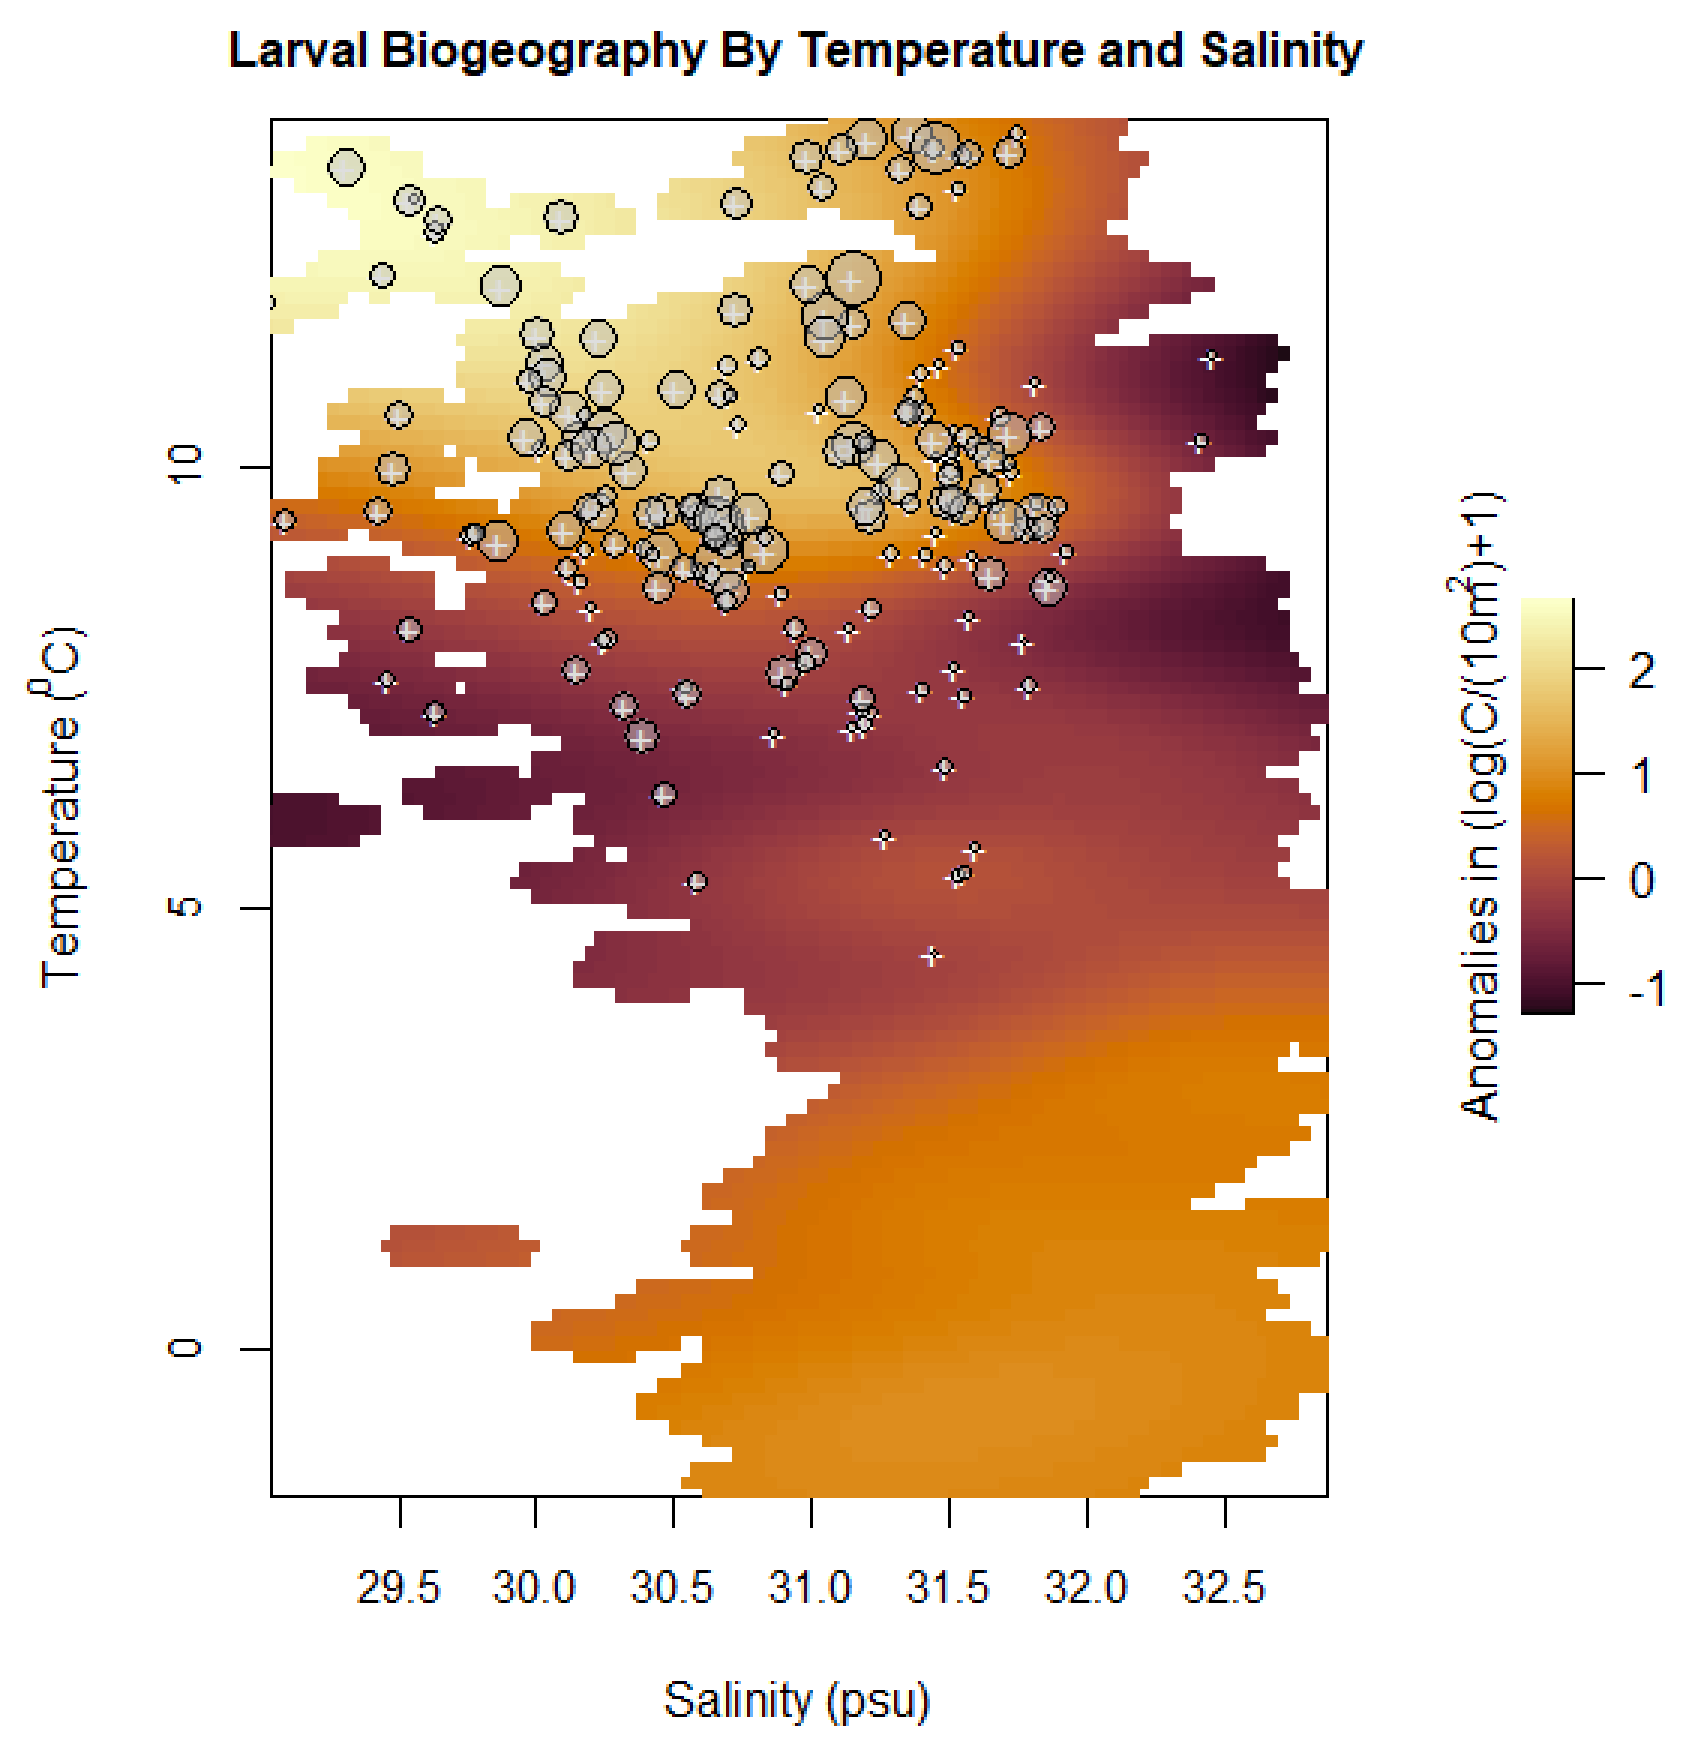 Larval Biogeography By Temperature and Salinity
10
5
0
Temperature (⁰C)
29.5 30.0 30.5 31.0 31.5 32.0 32.5
Salinity (psu)
2
1
0
-1
Anomalies in (log(C/(10m²)+1)